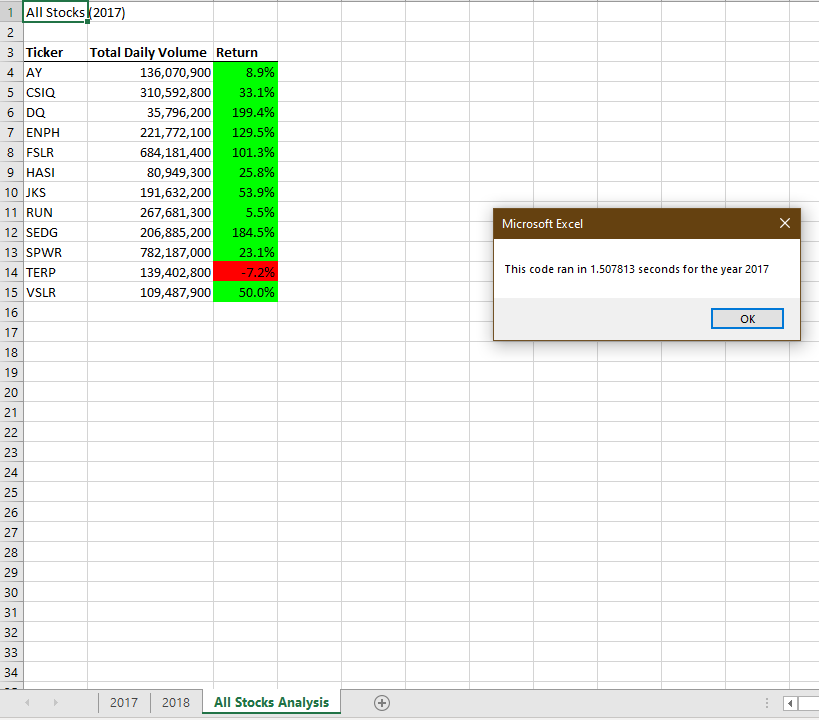 1 All Stocks (2017)
2
3 Ticker Total Daily Volume Return
4 AY 136,070,900 8.9%
5 CSIQ 310,592,800 33.1%
6 DQ 35,796,200 199.4%
7 ENPH 221,772,100 129.5%
8 FSLR 684,181,400 101.3%
9 HASI 80,949,300 25.8%
10 JKS 191,632,200 53.9%
11 RUN 267,681,300 5.5%
12 SEDG 206,885,200 184.5%
13 SPWR 782,187,000 23.1%
14 TERP 139,402,800 -7.2%
15 VSLR 109,487,900 50.0%
16
17
18
19
20
21
22
23
24
25
26
27
28
29
30
31
32
33
34
Microsoft Excel
This code ran in 1.507813 seconds for the year 2017
OK
2017 2018 All Stocks Analysis